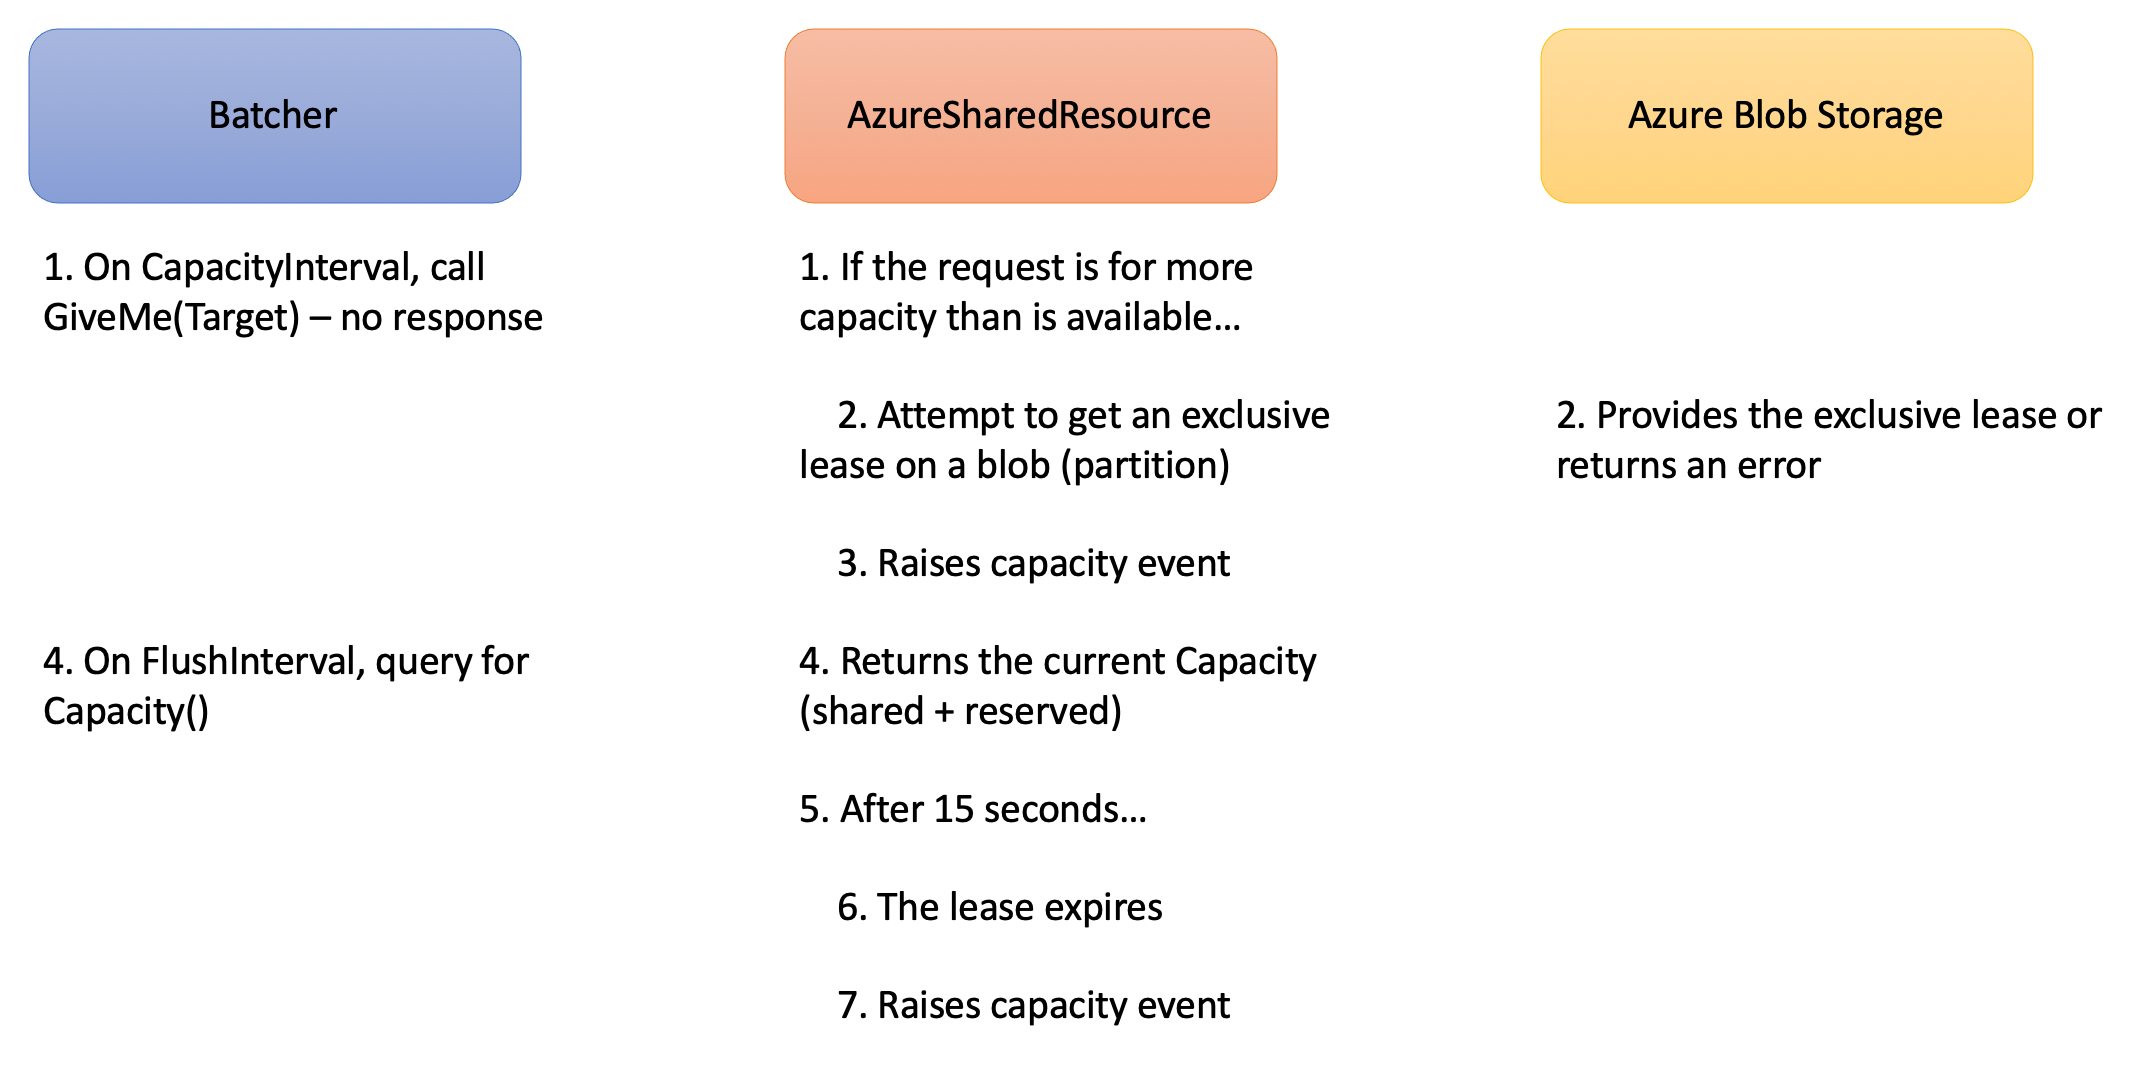 Batcher
AzureSharedResource
Azure Blob Storage
1. On CapacityInterval, call
GiveMe(Target) – no response
1. If the request is for more
capacity than is available…
2. Attempt to get an exclusive
lease on a blob (partition)
2. Provides the exclusive lease or
returns an error
3. Raises capacity event
4. On FlushInterval, query for
Capacity()
4. Returns the current Capacity
(shared + reserved)
5. After 15 seconds…
6. The lease expires
7. Raises capacity event